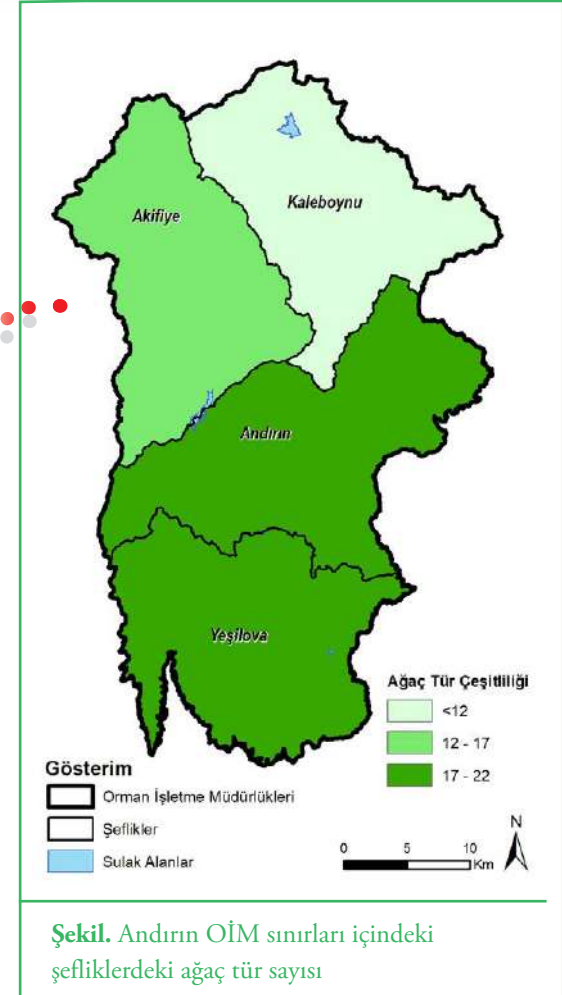 Kaleboynu
Akifiye
Andırın
Yeşilova
Ağaç Tür Çeşitliliği
<12
12 - 17
17 - 22
Gösterim
Orman İşletme Müdürlükleri
Şeflikler
Sulak Alanlar
N
0 5 10
Km
Şekil. Andırın OİM sınırları içindeki
şefliklerdeki ağaç tür sayısı